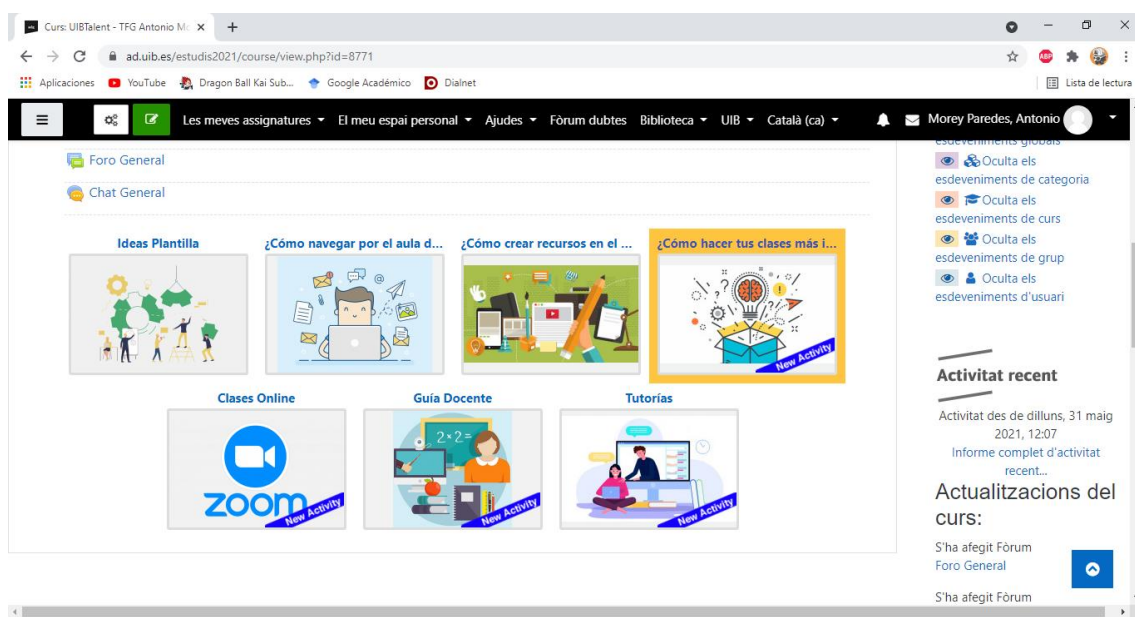 Curs: UIBTalent - TFG Antonio Mo
ad.uib.es/estudis2021/course/view.php?id=8771
ABP
Aplicaciones YouTube Dragon Ball Kai Sub... Google Académico Dialnet Lista de lectura
Les meves assignatures El meu espai personal Ajudes Fòrum dubtes Biblioteca UIB Català (ca) Morey Paredes, Antonio
Foro General
Chat General
Ideas Plantilla
¿Cómo navegar por el aula d...
¿Cómo crear recursos en el ...
¿Cómo hacer tus clases más i...
New Activity
Clases Online
Guía Docente
Tutorías
zoom
New Activity
2×2=
New Activity
New Activity
esdeveniments globals
Oculta els
esdeveniments de categoria
Oculta els
esdeveniments de curs
Oculta els
esdeveniments de grup
Oculta els
esdeveniments d'usuari
Activitat recent
Activitat des de dilluns, 31 maig
2021, 12:07
Informe complet d'activitat
recent...
Actualitzacions del
curs:
S'ha afegit Fòrum
Foro General
S'ha afegit Fòrum